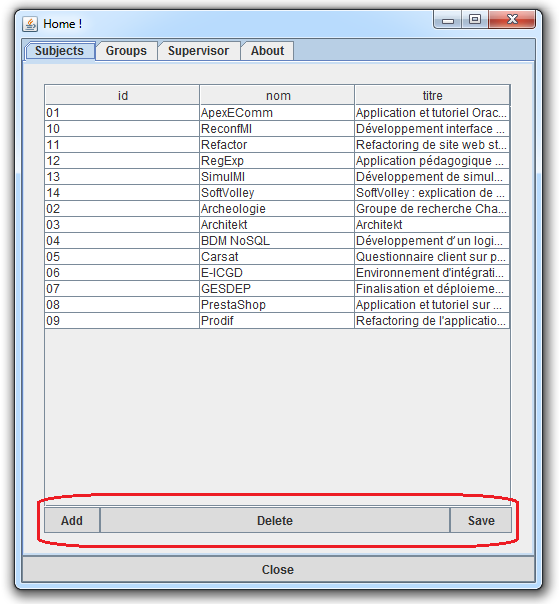 Home !
Subjects Groups Supervisor About
id nom titre
01 ApexEComm Application et tutoriel Orac...
10 ReconfMI Développement interface ...
11 Refactor Refactoring de site web st...
12 RegExp Application pédagogique ...
13 SimulMI Développement de simul...
14 SoftVolley SoftVolley : explication de ...
02 Archeologie Groupe de recherche Cha...
03 Architekt Architekt
04 BDM NoSQL Développement d'un logi...
05 Carsat Questionnaire client sur p...
06 E-ICGD Environnement d'intégrati...
07 GESDEP Finalisation et déploieme...
08 PrestaShop Application et tutoriel sur ...
09 Prodif Refactoring de l'applicatio...
Add Delete Save
Close